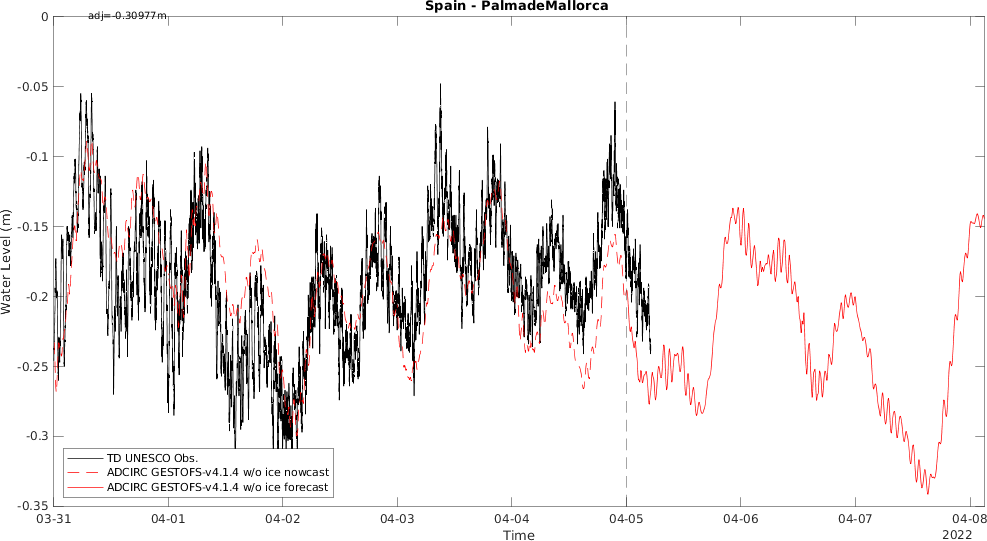 Spain - PalmadeMallorca
adj=-0.30977m
0
-0.05
-0.1
-0.15
-0.2
-0.25
-0.3
-0.35
Water Level (m)
TD UNESCO Obs.
ADCIRC GESTOFS-v4.1.4 w/o ice nowcast
ADCIRC GESTOFS-v4.1.4 w/o ice forecast
03-31 04-01 04-02 04-03 04-04 04-05 04-06 04-07 04-08
Time
2022